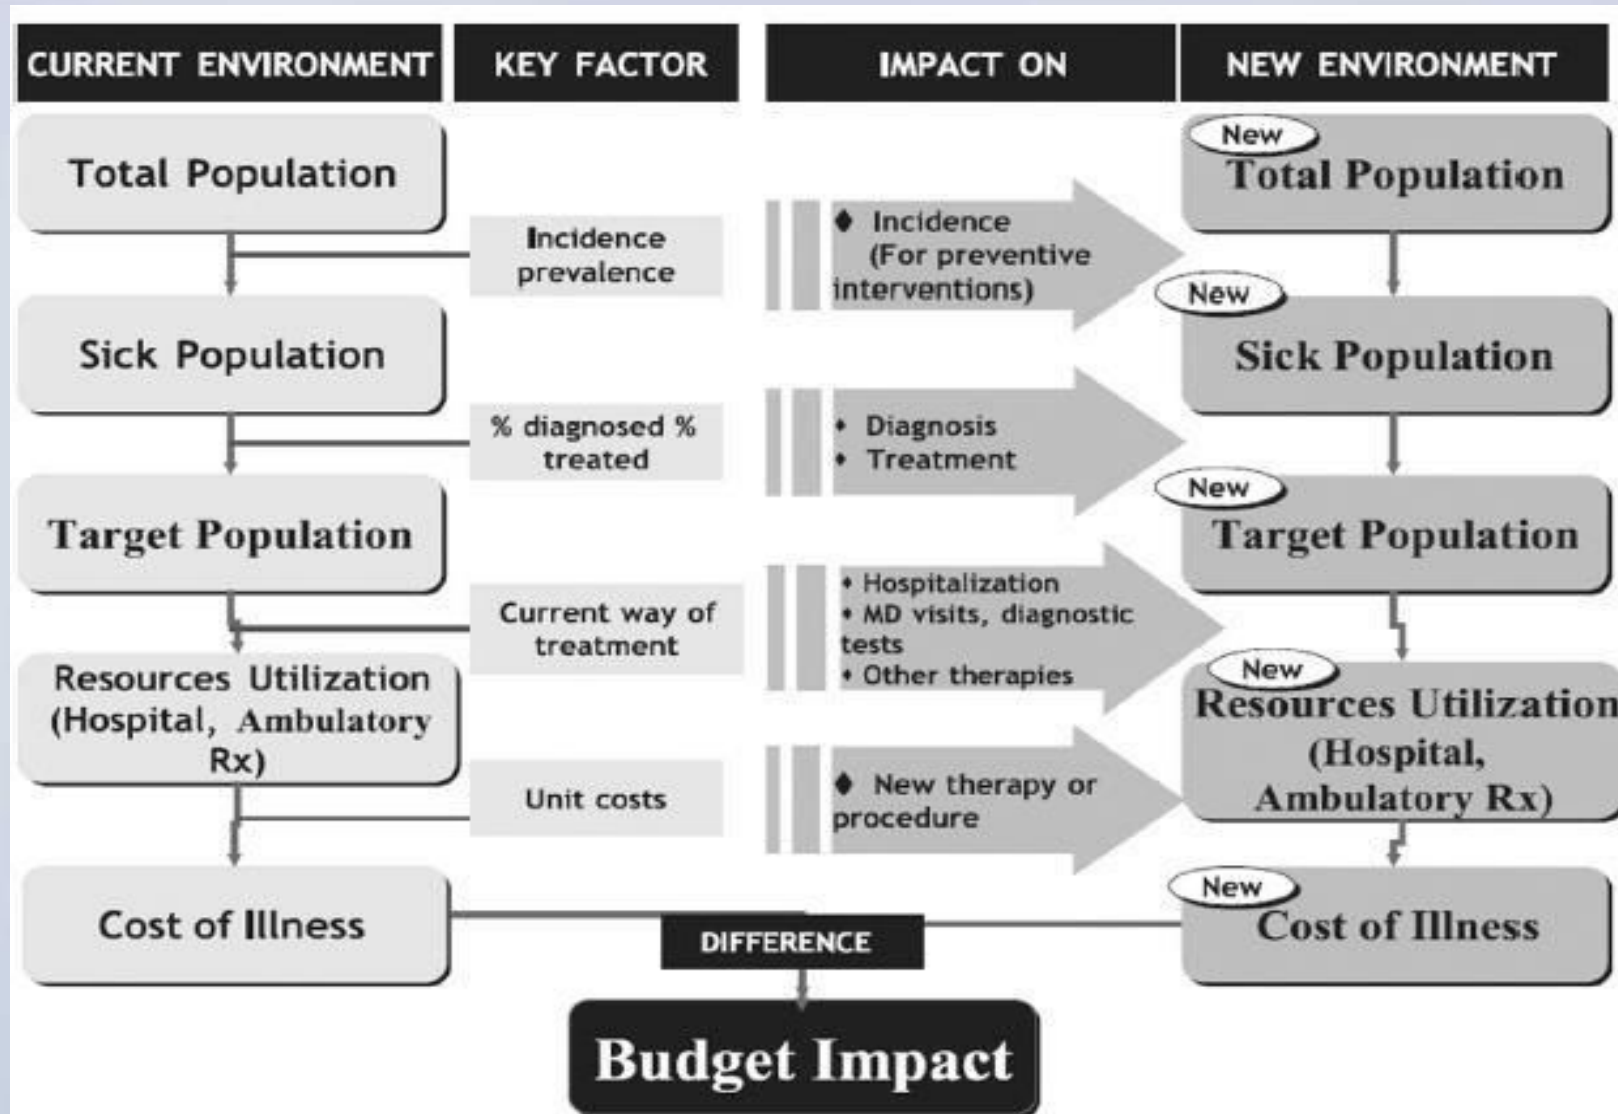 CURRENT ENVIRONMENT
KEY FACTOR
IMPACT ON
NEW ENVIRONMENT
Total Population
Incidence
prevalence
♦ Incidence
(For preventive
interventions)
New
Total Population
Sick Population
% diagnosed %
treated
♦ Diagnosis
♦ Treatment
New
Sick Population
Target Population
Current way of
treatment
♦ Hospitalization
♦ MD visits, diagnostic
tests
♦ Other therapies
New
Target Population
Resources Utilization
(Hospital, Ambulatory
Rx)
Unit costs
♦ New therapy or
procedure
New
Resources Utilization
(Hospital,
Ambulatory Rx)
Cost of Illness
DIFFERENCE
New
Cost of Illness
Budget Impact